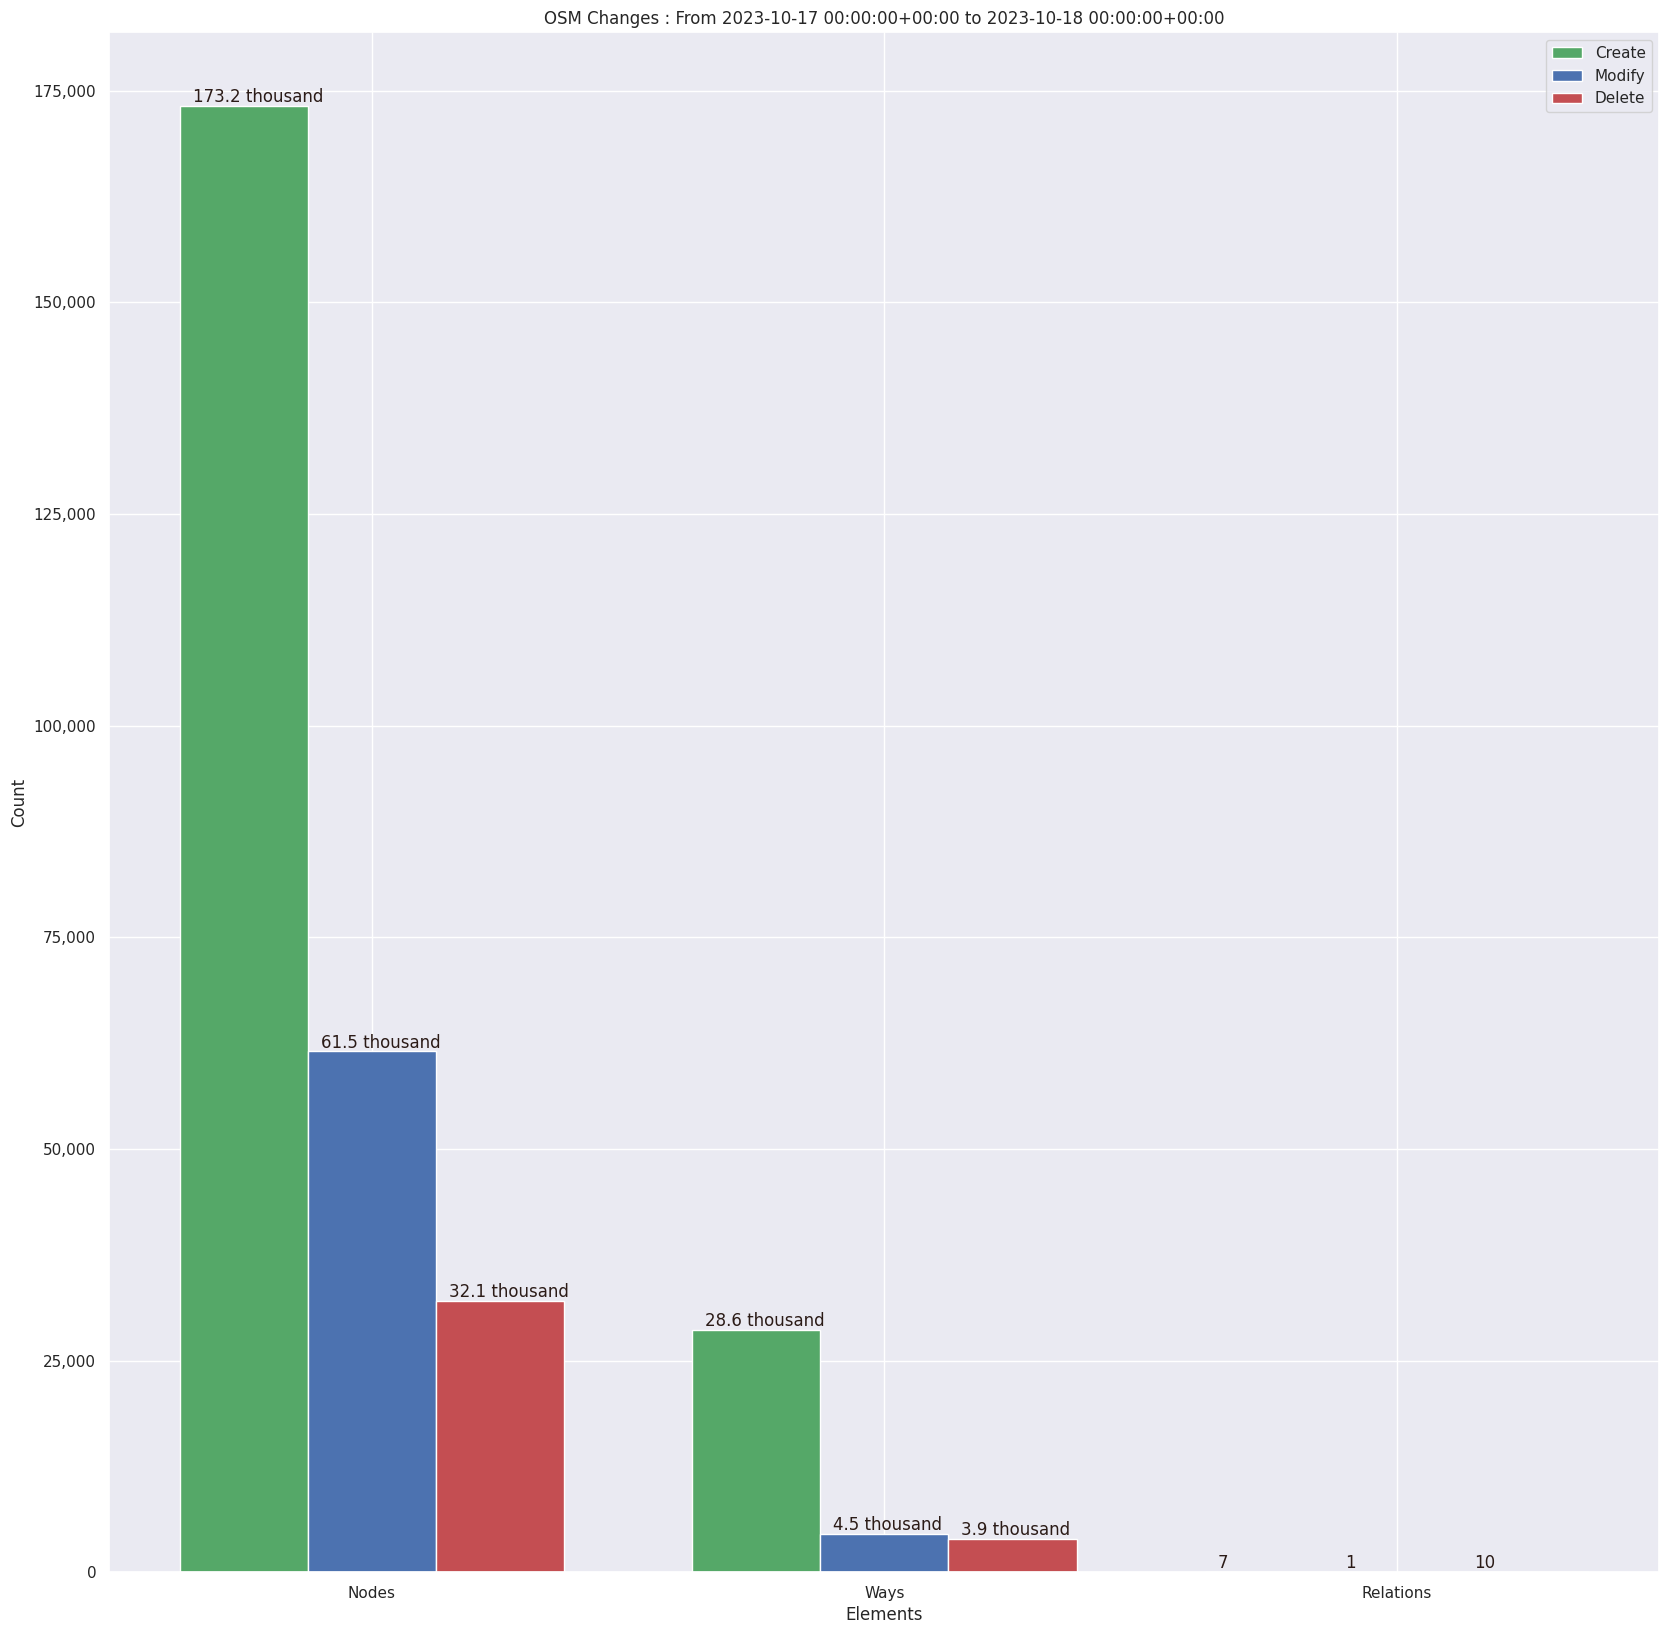 OSM Changes : From 2023-10-17 00:00:00+00:00 to 2023-10-18 00:00:00+00:00
Create
Modify
Delete
175,000
150,000
125,000
100,000
75,000
50,000
25,000
0
Count
173.2 thousand
61.5 thousand
32.1 thousand
28.6 thousand
4.5 thousand
3.9 thousand
7
1
10
Nodes
Ways
Relations
Elements